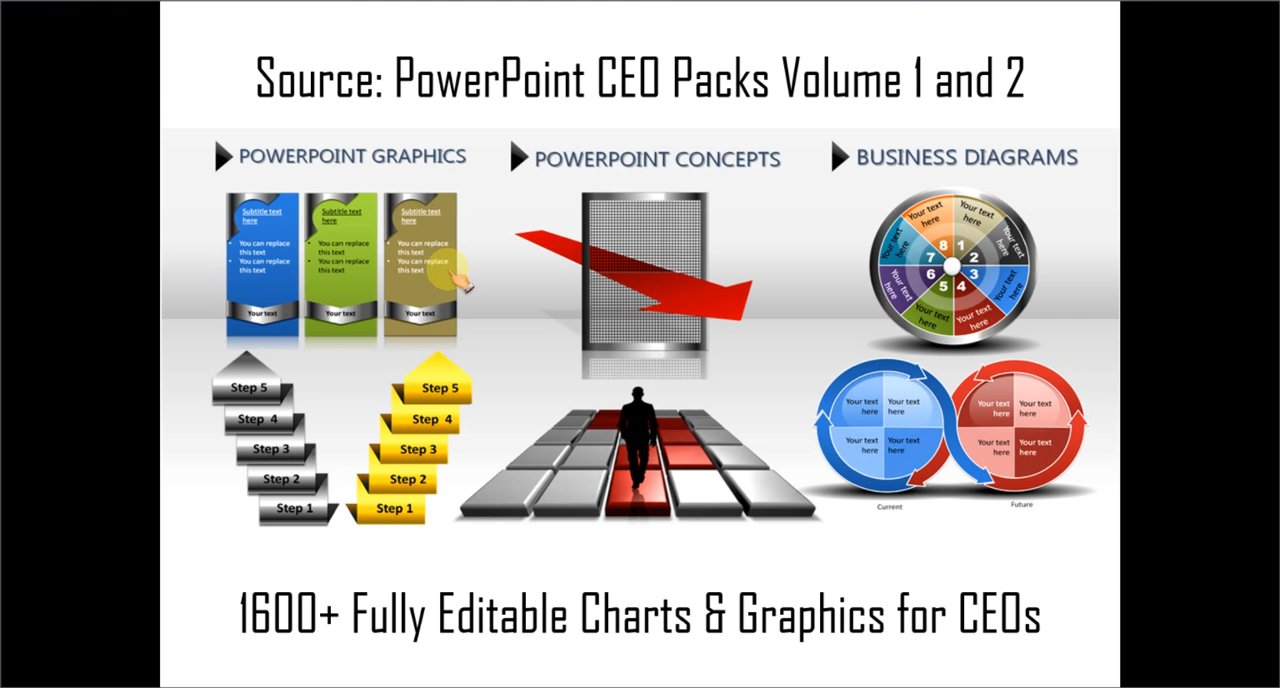 Source: PowerPoint CEO Packs Volume 1 and 2
POWERPOINT GRAPHICS
POWERPOINT CONCEPTS
BUSINESS DIAGRAMS
Subtitle text
here
• You can replace
this text
• You can replace
this text
Your text
Subtitle text
here
• You can replace
this text
• You can replace
this text
Your text
Subtitle text
here
• You can replace
this text
• You can replace
this text
Your text
Step 5
Step 4
Step 3
Step 2
Step 1
Step 5
Step 4
Step 3
Step 2
Step 1
Your text
here
Your text
here
Your text
here
Your text
here
Your text
here
Your text
here
Your text
here
Your text
here
8
1
7
2
6
3
5
4
Your text
here
Your text
here
Your text
here
Your text
here
Current
Your text
here
Your text
here
Your text
here
Your text
here
Future
1600+ Fully Editable Charts & Graphics for CEOs